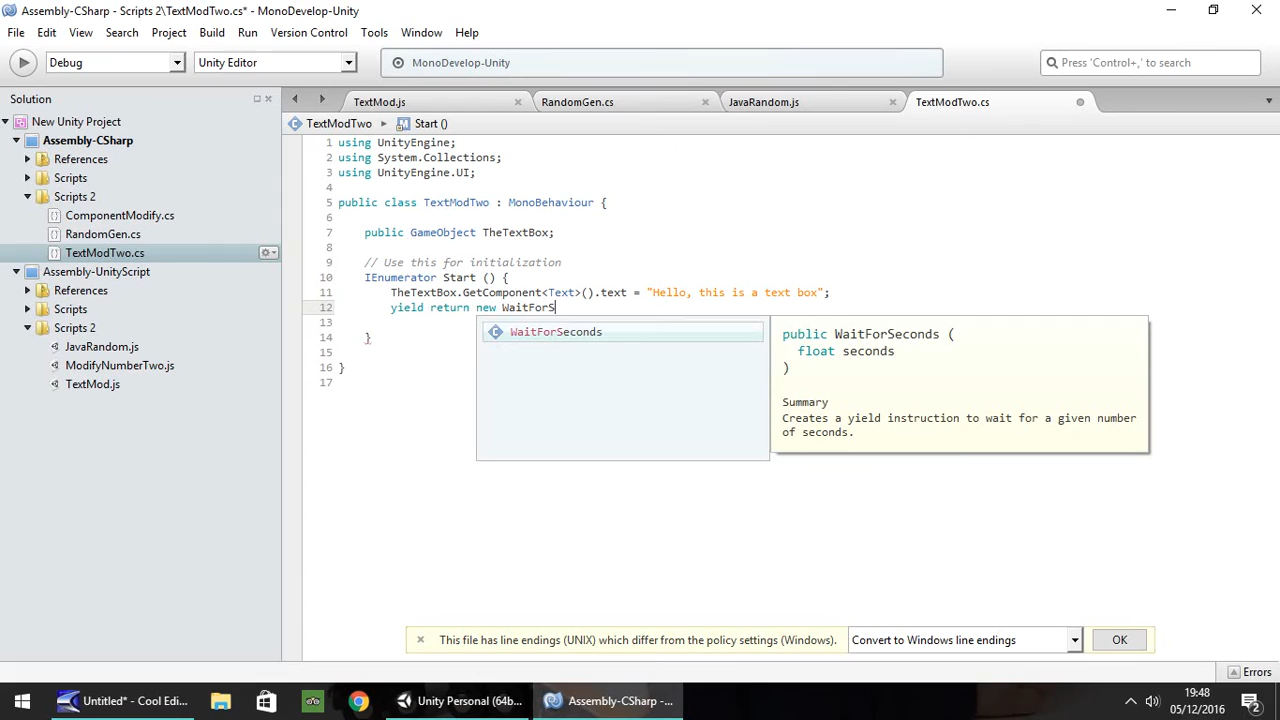 Assembly-CSharp - Scripts 2\TextModTwo.cs* - MonoDevelop-Unity
File Edit View Search Project Build Run Version Control Tools Window Help
Debug Unity Editor MonoDevelop-Unity Press 'Control+,' to search
Solution
New Unity Project
Assembly-CSharp
References
Scripts
Scripts 2
ComponentModify.cs
RandomGen.cs
TextModTwo.cs
Assembly-UnityScript
References
Scripts
Scripts 2
JavaRandom.js
ModifyNumberTwo.js
TextMod.js
TextMod.js RandomGen.cs JavaRandom.js TextModTwo.cs
TextModTwo Start ()
1 using UnityEngine;
2 using System.Collections;
3 using UnityEngine.UI;
4
5 public class TextModTwo : MonoBehaviour {
6
7 public GameObject TheTextBox;
8
9 // Use this for initialization
10 IEnumerator Start () {
11 TheTextBox.GetComponent<Text>().text = "Hello, this is a text box";
12 yield return new WaitForS
13
14 }
15
16 }
17
WaitForSeconds
public WaitForSeconds (
float seconds
)
Summary
Creates a yield instruction to wait for a given number
of seconds.
This file has line endings (UNIX) which differ from the policy settings (Windows). Convert to Windows line endings OK
Errors
Untitled* - Cool Edi... Unity Personal (64b... Assembly-CSharp - ...
19:48
05/12/2016
2